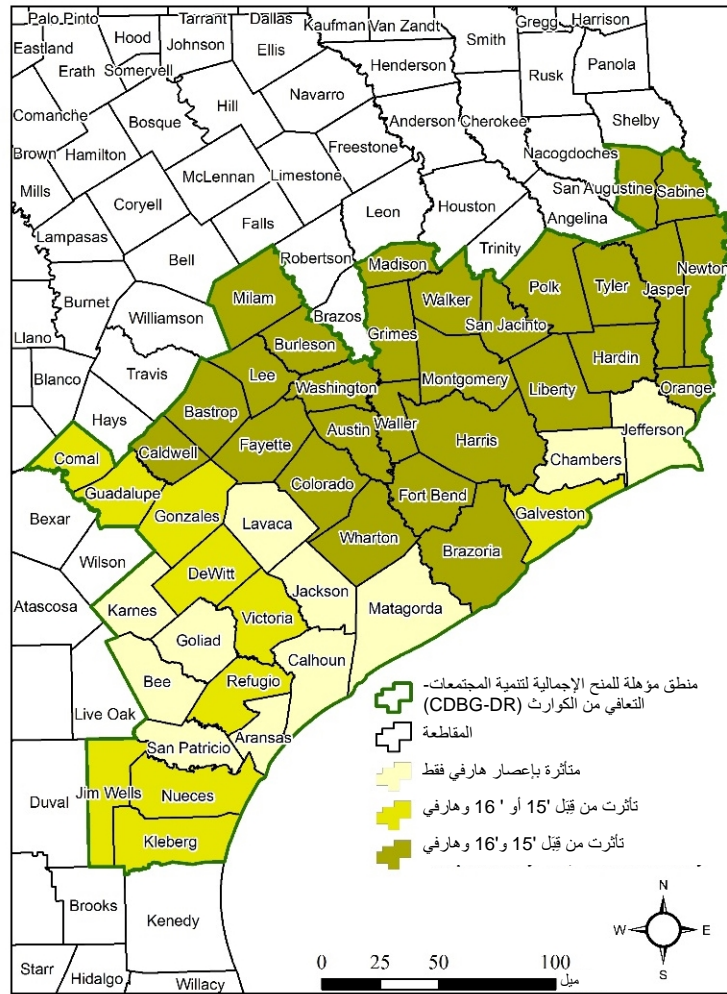 Palo Pinto Tarrant Dallas Kaufman Van Zandt Gregg Harrison
Hood Johnson Ellis Smith
Eastland Erath Somervell Henderson Rusk Panola
Hill Navarro
Comanche Bosque Anderson Cherokee Shelby
Brown Hamilton Freestone Nacogdoches
McLennan Limestone San Augustine Sabine
Mills Coryell Leon Houston Angelina
Lampasas Falls Trinity
Bell Robertson Madison Newton
Burnet Milam Walker Polk Tyler Jasper
Llano Williamson Brazos Grimes San Jacinto
Burleson Hardin
Blanco Travis Lee Washington Montgomery Liberty Orange
Hays Bastrop Austin Waller Jefferson
Comal Caldwell Fayette Harris Chambers
Guadalupe Colorado Fort Bend
Bexar Gonzales Lavaca Galveston
Wilson Wharton Brazoria
DeWitt Jackson
Atascosa Karnes Victoria Matagorda
Goliad
Bee Calhoun
Refugio
Live Oak Aransas
San Patricio
Duval Jim Wells Nueces
Kleberg
Brooks Kenedy
Starr Hidalgo Willacy
منطق مؤهلة للمنح الإجمالية لتنمية المجتمعات-
التعافي من الكوارث (CDBG-DR)
المقاطعة
متأثرة بإعصار هارفي فقط
تأثرت من قِبَل '15 أو ' 16 وهارفي
تأثرت من قِبَل '15 و'16 وهارفي
N
W E
S
0 25 50 100
ميل